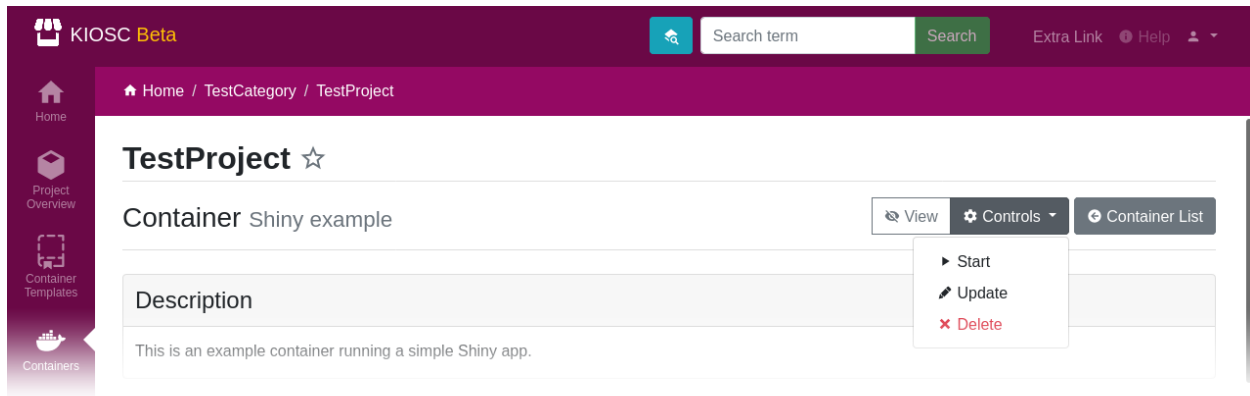 KIOSC Beta
Search term
Search
Extra Link
Help
Home / TestCategory / TestProject
Home
Project
Overview
Container
Templates
Containers
TestProject
Container Shiny example
View
Controls
Container List
Start
Update
Delete
Description
This is an example container running a simple Shiny app.